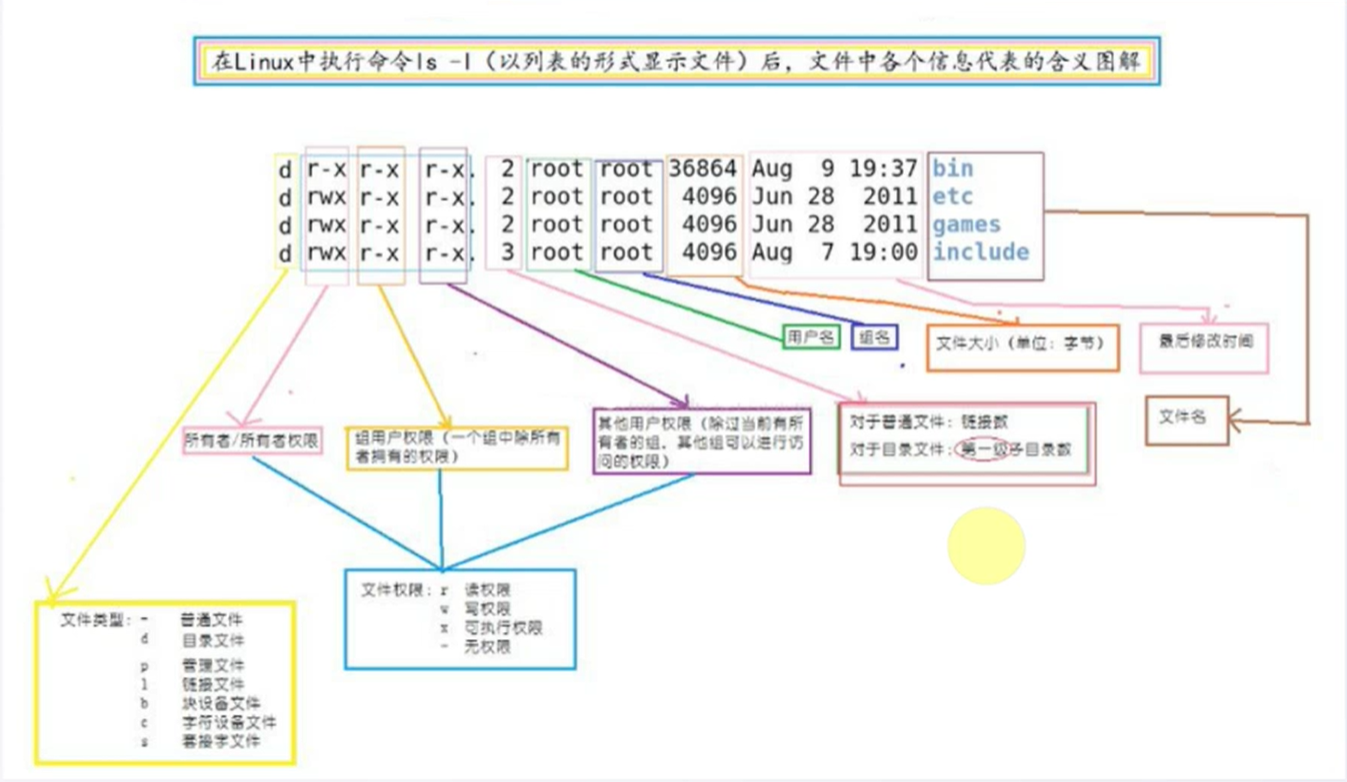 在Linux中执行命令ls -l（以列表的形式显示文件）后，文件中各个信息代表的含义图解
d r-x r-x r-x. 2 root root 36864 Aug 9 19:37 bin
d rwx r-x r-x. 2 root root 4096 Jun 28 2011 etc
d rwx r-x r-x. 2 root root 4096 Jun 28 2011 games
d rwx r-x r-x. 3 root root 4096 Aug 7 19:00 include
用户名
组名
文件大小（单位：字节）
最后修改时间
文件名
所有者/所有者权限
组用户权限（一个组中除所有
者拥有的权限）
其他用户权限（除过当前有所
有者的组，其他组可以进行访
问的权限）
对于普通文件：链接数
对于目录文件：第一级子目录数
文件权限：r 读权限
w 写权限
x 可执行权限
- 无权限
文件类型：- 普通文件
d 目录文件
p 管理文件
l 链接文件
b 块设备文件
c 字符设备文件
s 套接字文件